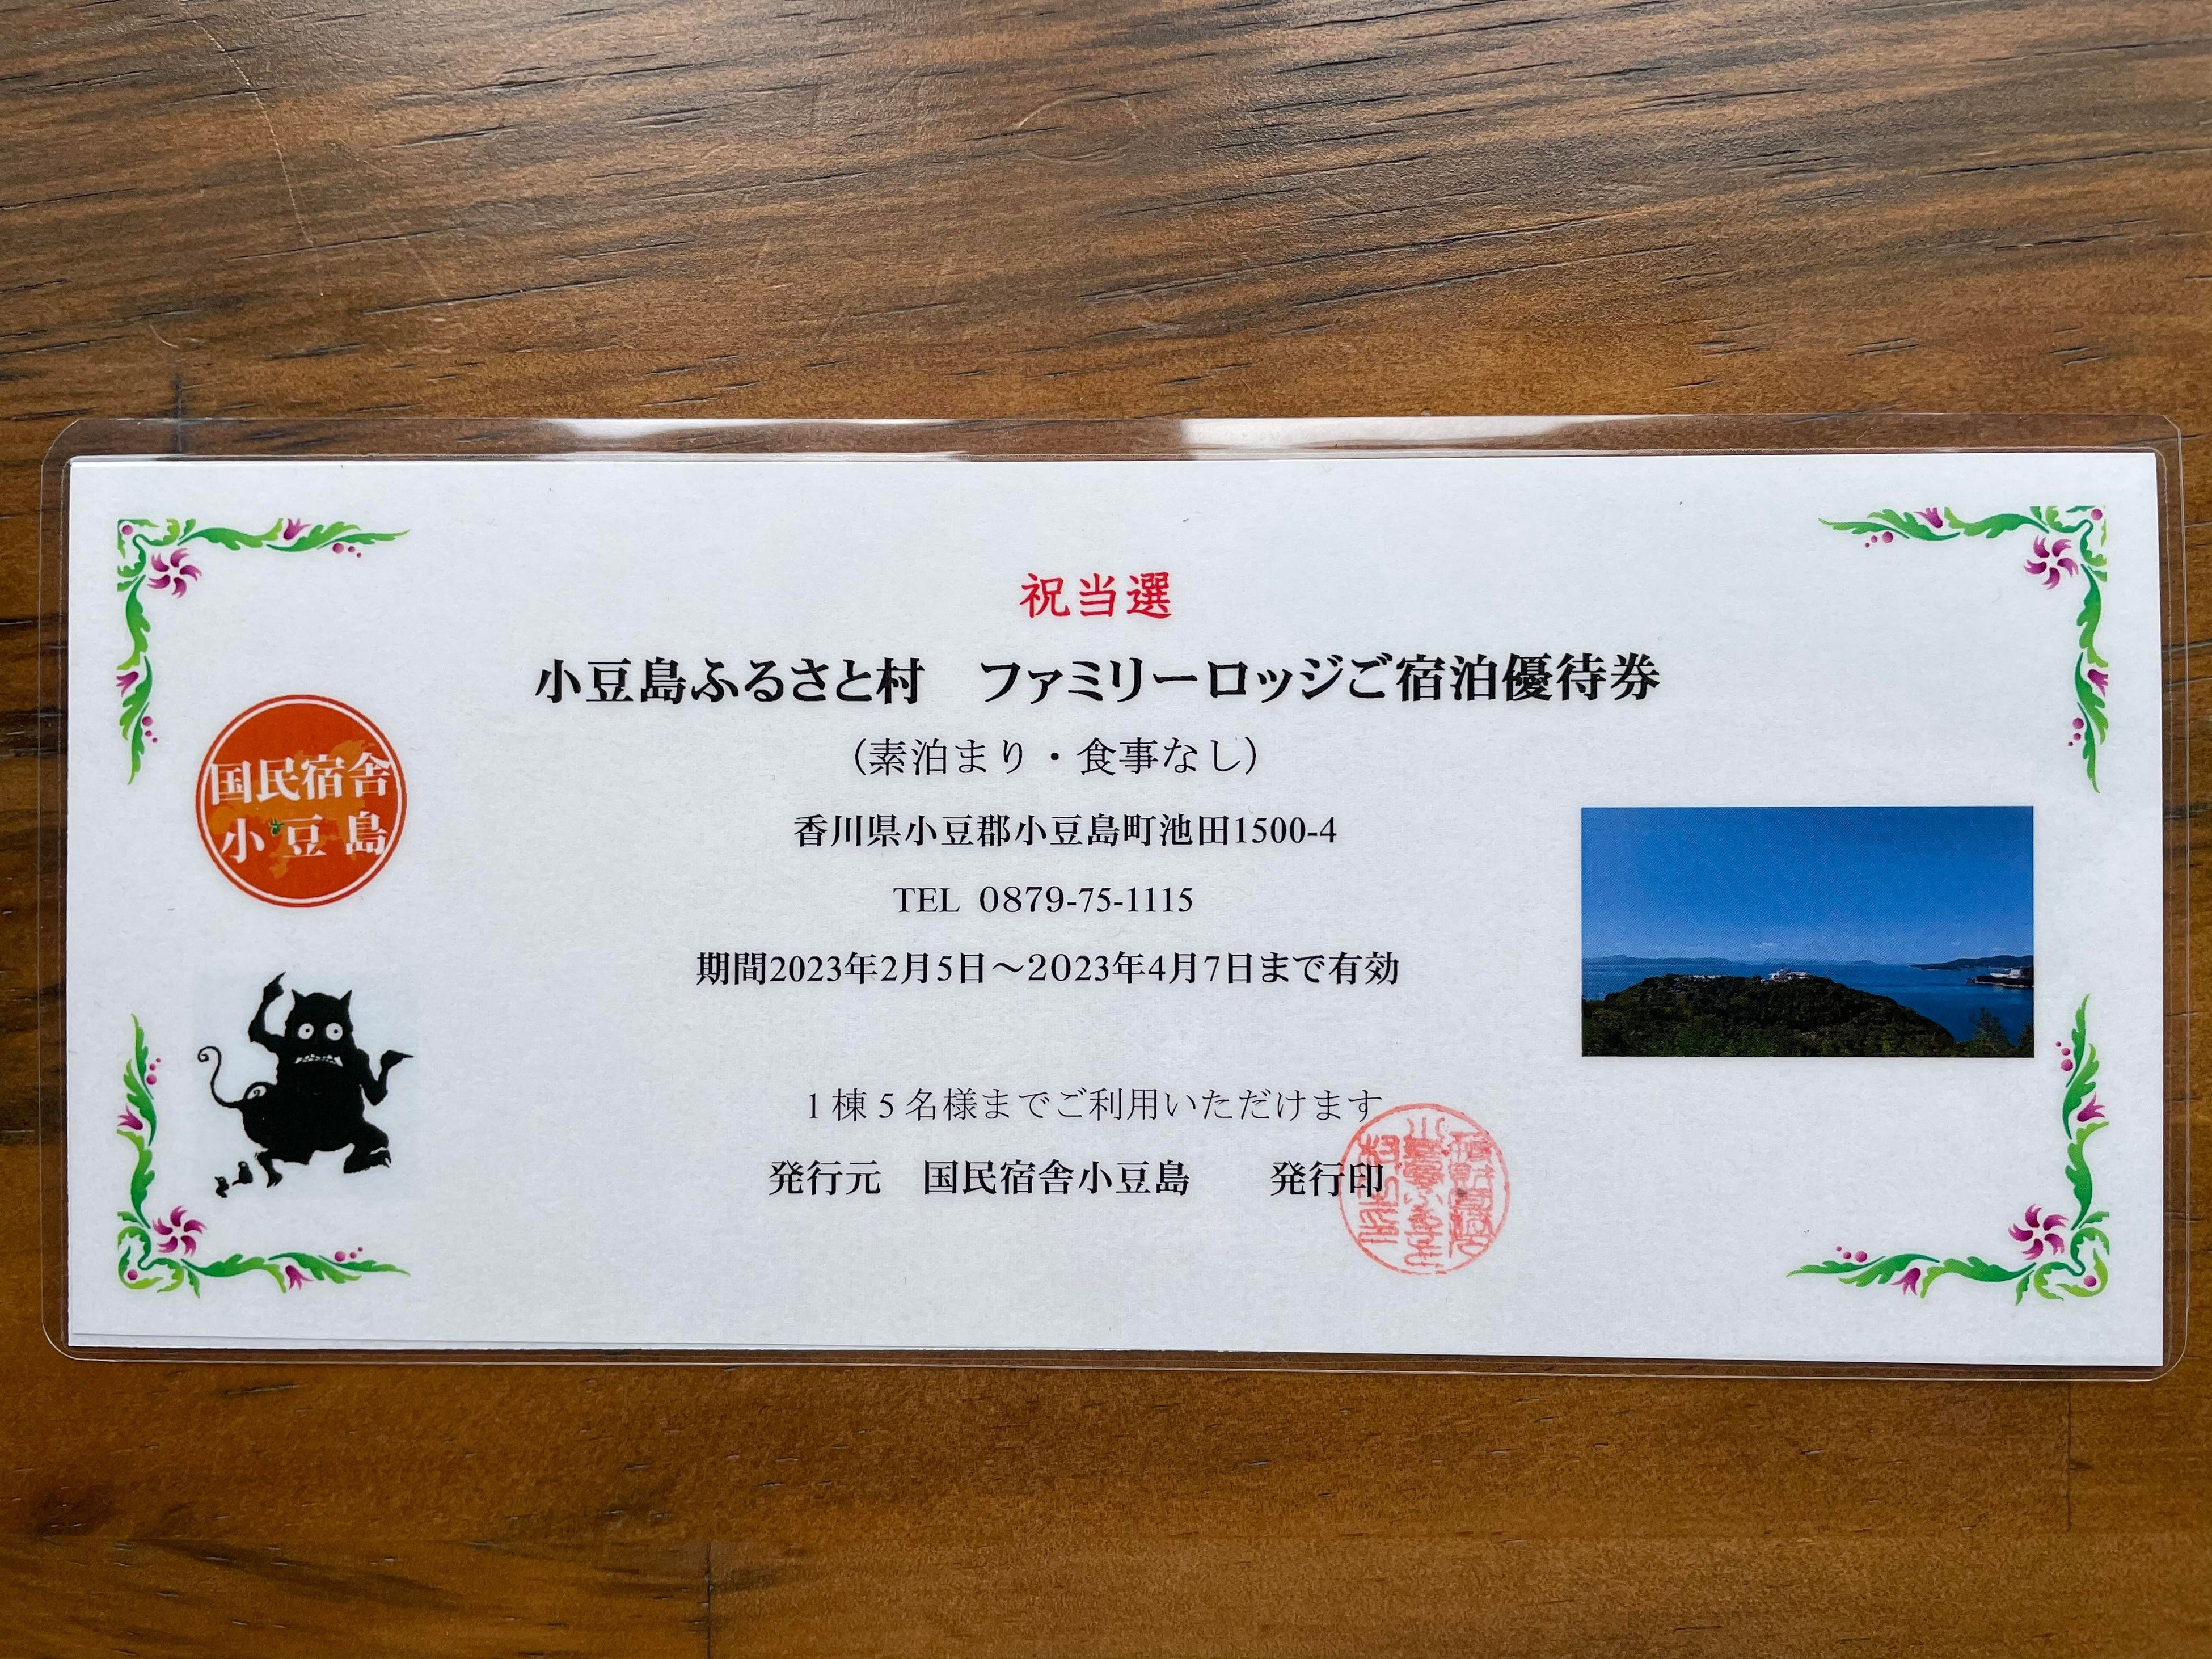 祝当選
小豆島ふるさと村　ファミリーロッジご宿泊優待券
（素泊まり・食事なし）
国民宿舎
小豆島
香川県小豆郡小豆島町池田1500-4
TEL 0879-75-1115
期間2023年2月5日～2023年4月7日まで有効
1棟5名様までご利用いただけます
発行元　国民宿舎小豆島　　発行印